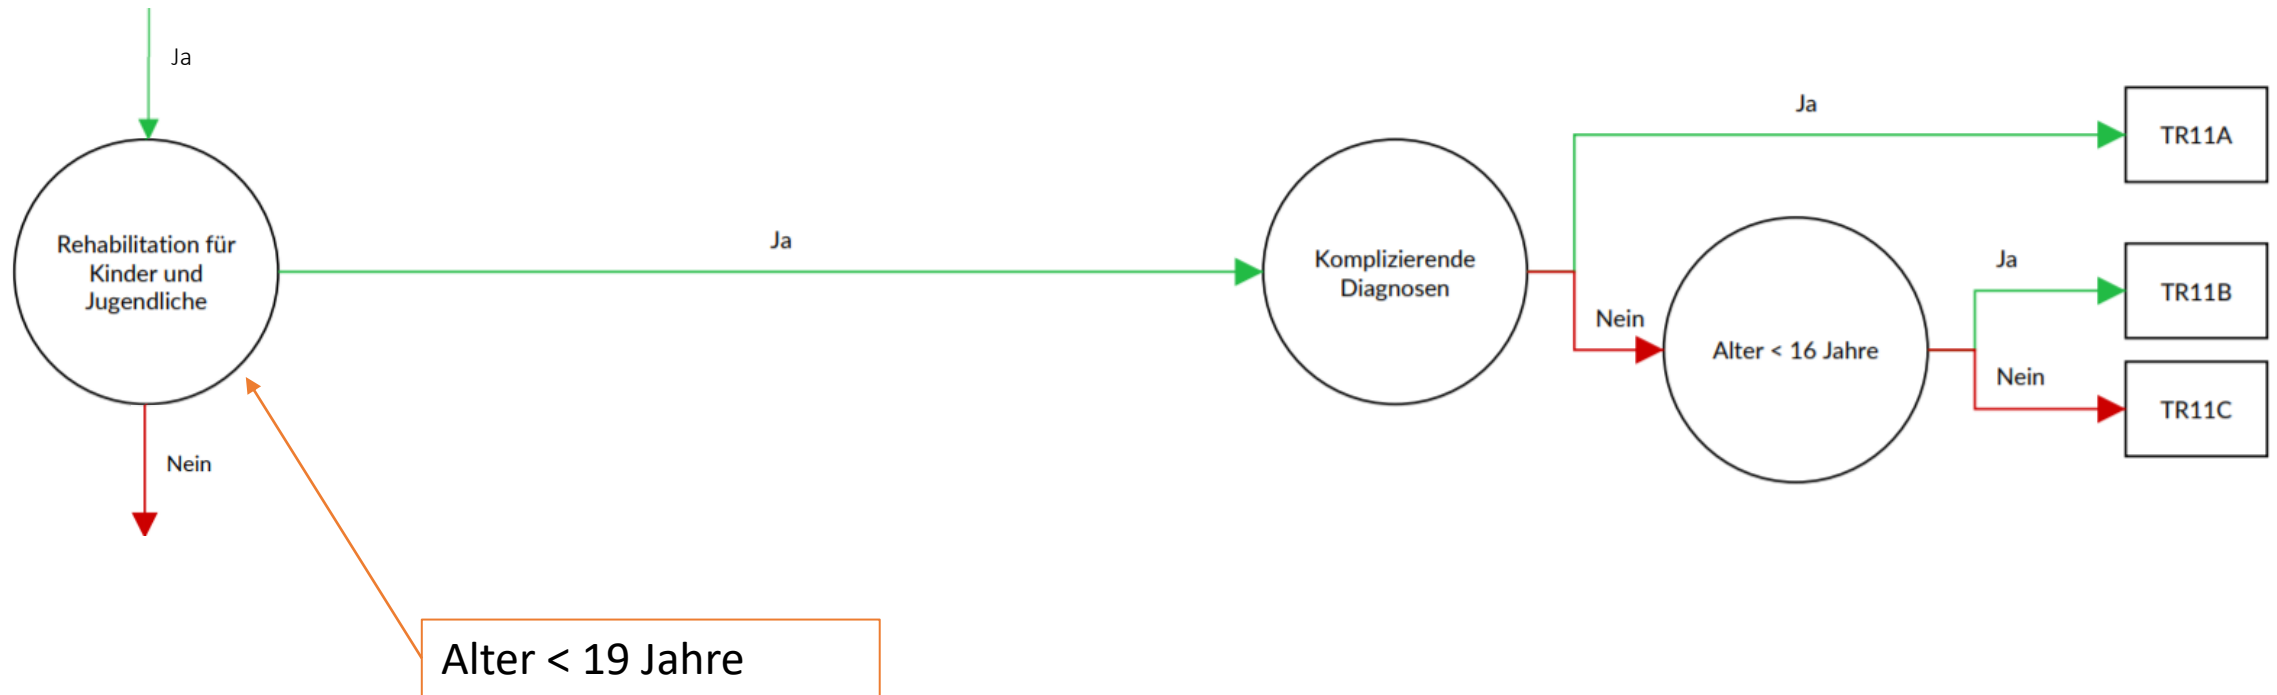 Ja
Ja
TR11A
Rehabilitation für
Kinder und
Jugendliche
Ja
Komplizierende
Diagnosen
Nein
Alter < 16 Jahre
Ja
TR11B
Nein
TR11C
Nein
Alter < 19 Jahre